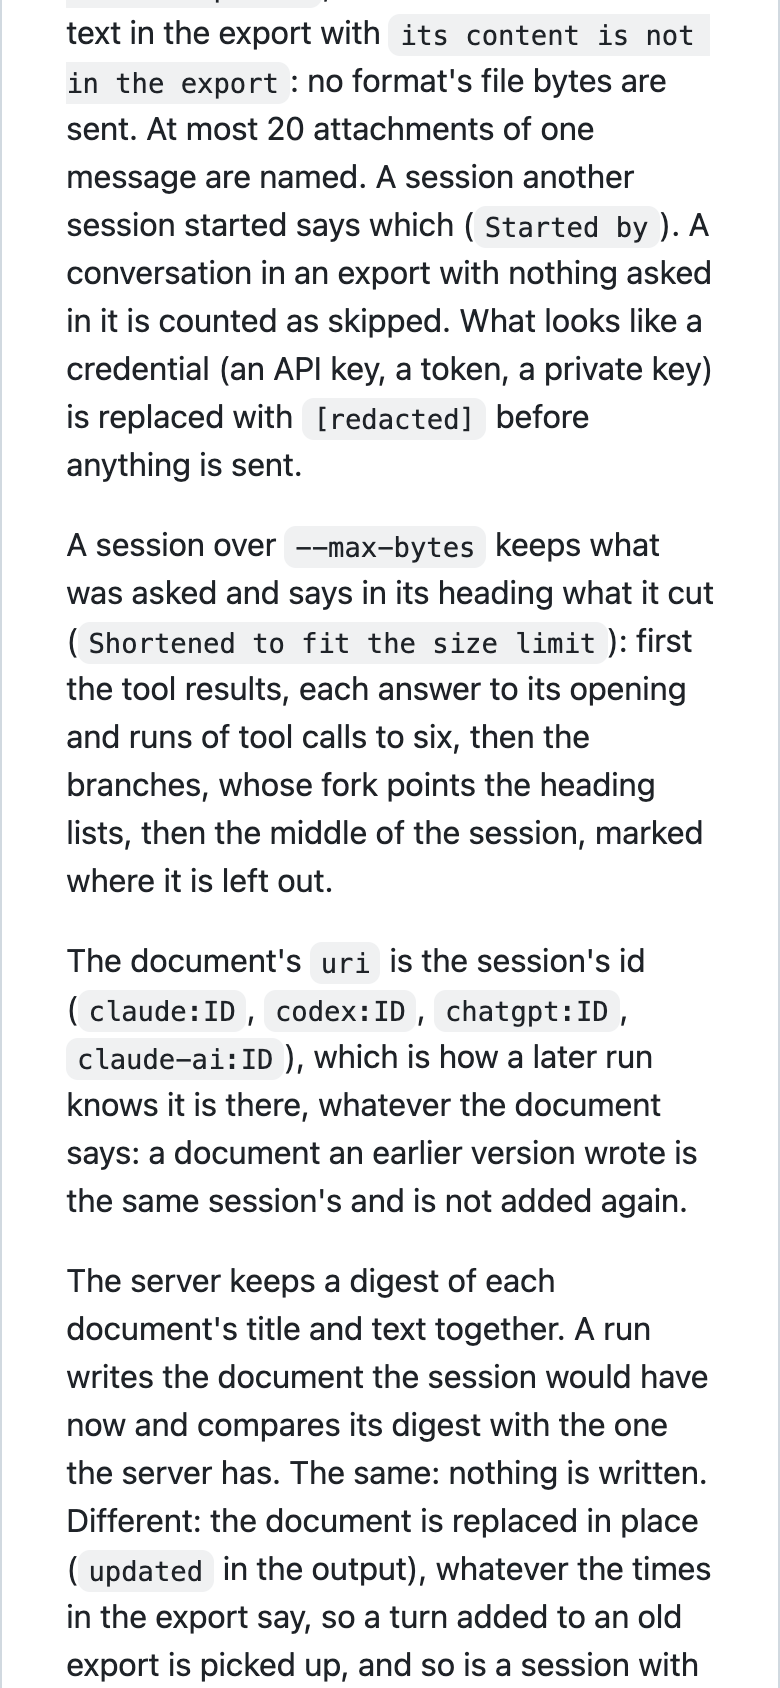 text in the export with its content is not
in the export: no format's file bytes are
sent. At most 20 attachments of one
message are named. A session another
session started says which (Started by). A
conversation in an export with nothing asked
in it is counted as skipped. What looks like a
credential (an API key, a token, a private key)
is replaced with [redacted] before
anything is sent.
A session over --max-bytes keeps what
was asked and says in its heading what it cut
(Shortened to fit the size limit): first
the tool results, each answer to its opening
and runs of tool calls to six, then the
branches, whose fork points the heading
lists, then the middle of the session, marked
where it is left out.
The document's uri is the session's id
(claude:ID, codex:ID, chatgpt:ID,
claude-ai:ID), which is how a later run
knows it is there, whatever the document
says: a document an earlier version wrote is
the same session's and is not added again.
The server keeps a digest of each
document's title and text together. A run
writes the document the session would have
now and compares its digest with the one
the server has. The same: nothing is written.
Different: the document is replaced in place
(updated in the output), whatever the times
in the export say, so a turn added to an old
export is picked up, and so is a session with